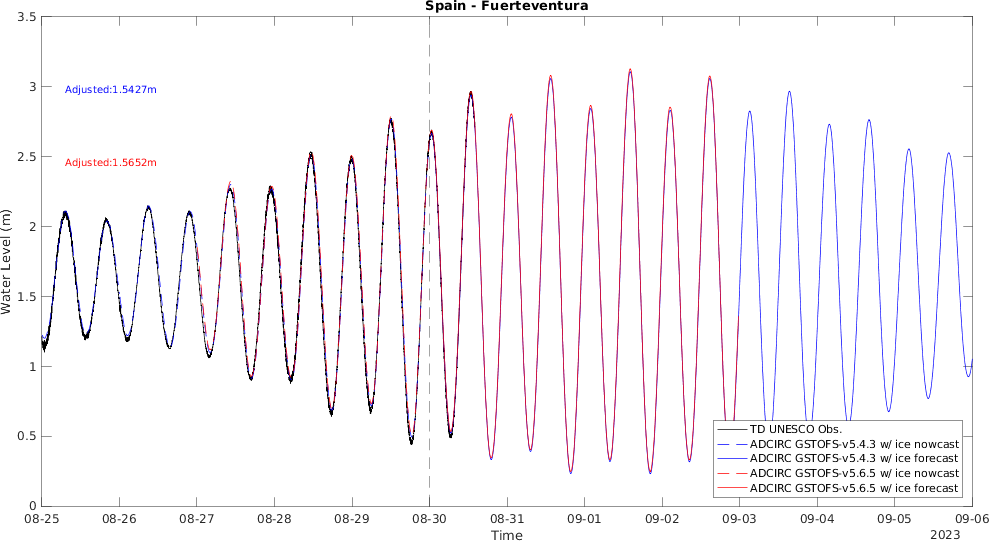 Spain - Fuerteventura
3.5
3
2.5
2
1.5
1
0.5
0
Water Level (m)
Adjusted:1.5427m
Adjusted:1.5652m
TD UNESCO Obs.
ADCIRC GSTOFS-v5.4.3 w/ ice nowcast
ADCIRC GSTOFS-v5.4.3 w/ ice forecast
ADCIRC GSTOFS-v5.6.5 w/ ice nowcast
ADCIRC GSTOFS-v5.6.5 w/ ice forecast
08-25 08-26 08-27 08-28 08-29 08-30 08-31 09-01 09-02 09-03 09-04 09-05 09-06
Time
2023